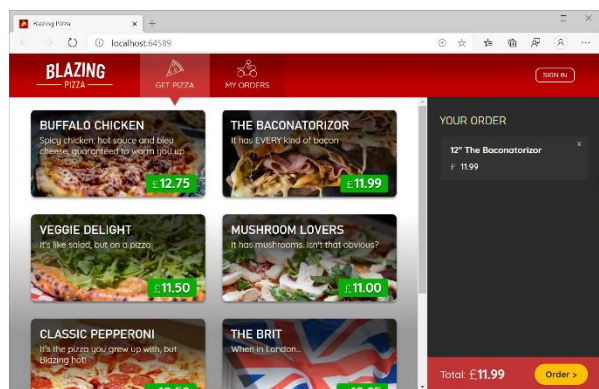 Blazing Pizza
localhost:64589
BLAZING
PIZZA
GET PIZZA
MY ORDERS
SIGN IN
BUFFALO CHICKEN
Spicy chicken, hot sauce and bleu
cheese, guaranteed to warm you up
£12.75
THE BACONATORIZOR
It has EVERY kind of bacon
£11.99
VEGGIE DELIGHT
It's like salad, but on a pizza
£11.50
MUSHROOM LOVERS
It has mushrooms. Isn't that obvious?
£11.00
CLASSIC PEPPERONI
It's the pizza you grew up with, but
Blazing hot!
THE BRIT
When in London...
YOUR ORDER
12" The Baconatorizor
x
£ 11.99
Total: £11.99
Order >